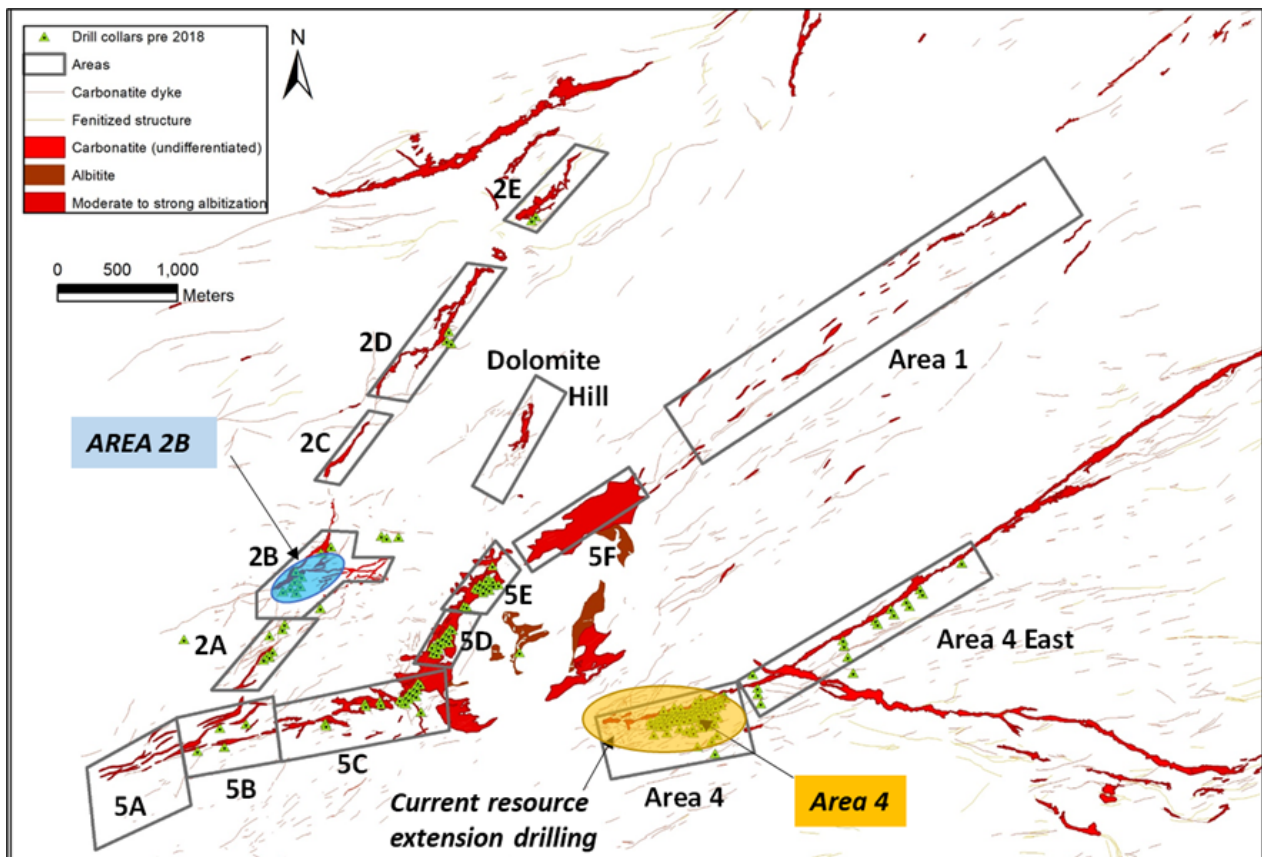 Drill collars pre 2018
Areas
Carbonatite dyke
Fenitized structure
Carbonatite (undifferentiated)
Albitite
Moderate to strong albitization
N
0 500 1,000
Meters
2E
2D
Dolomite
Hill
Area 1
AREA 2B
2C
2B
5F
5E
2A
5D
Area 4 East
5C
5B
5A
Current resource
extension drilling
Area 4
Area 4